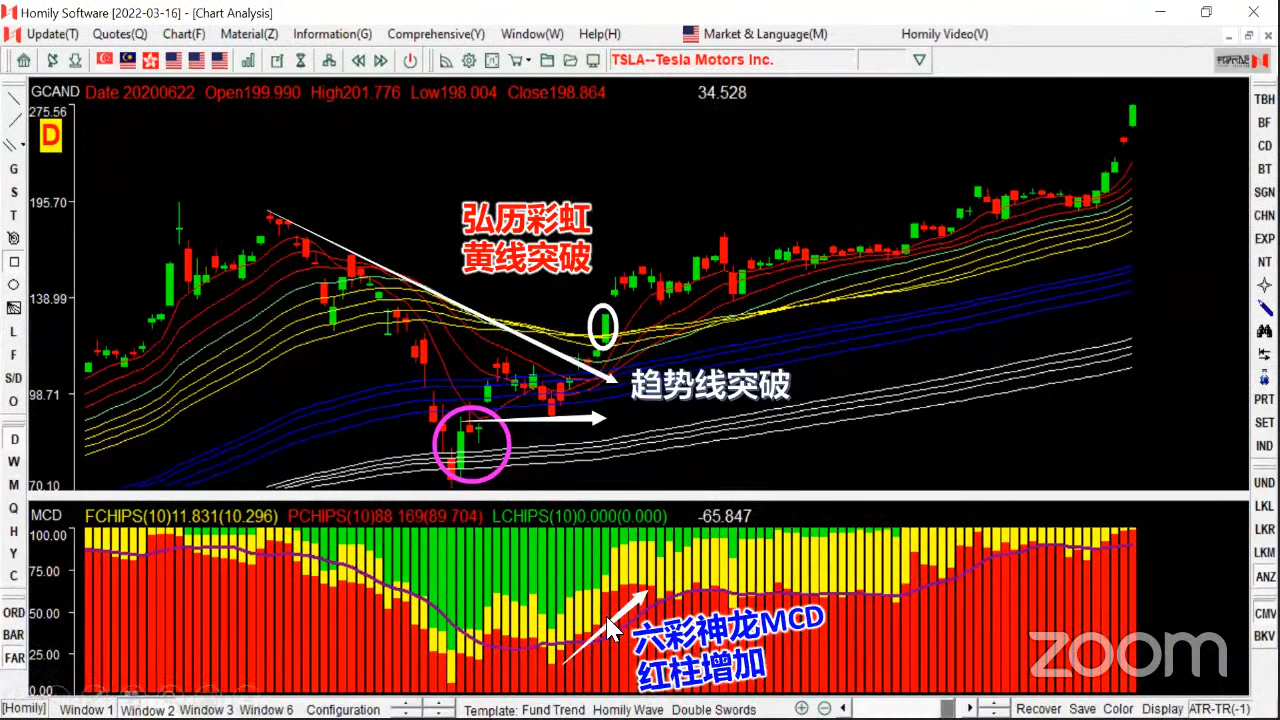 Homily Software [2022-03-16] - [Chart Analysis]
Update(T) Quotes(Q) Chart(F) Material(Z) Information(G) Comprehensive(Y) Window(W) Help(H) Market & Language(M) Homily Video(V)
TSLA--Tesla Motors Inc.
GCAND Date 20200622 Open199.990 High201.776 Low198.004 Close198.864 34.528
275.56
D
195.70
138.99
98.71
70.10
弘历彩虹
黄线突破
趋势线突破
MCD FCHIPS(10)11.831(10.296) PCHIPS(10)88 169(89 704) LCHIPS(10)0.000(0.000) -65.847
100.00
75.00
50.00
25.00
0.00
六彩神龙MCD
红柱增加
zoom
G
S
T
L
F
S/D
O
D
W
M
Q
H
Y
C
ORD
BAR
FAR
TBH
BF
CD
BT
SGN
CHN
EXP
NT
PRT
SET
IND
UND
LKL
LKR
LKM
ANZ
CMV
BKV
[Homily] Window 1 Window 2 Window 3 Window 6 Configuration Template: Fund Trend Homily Wave Double Swords Recover Save Color Display ATR-TR(-1)